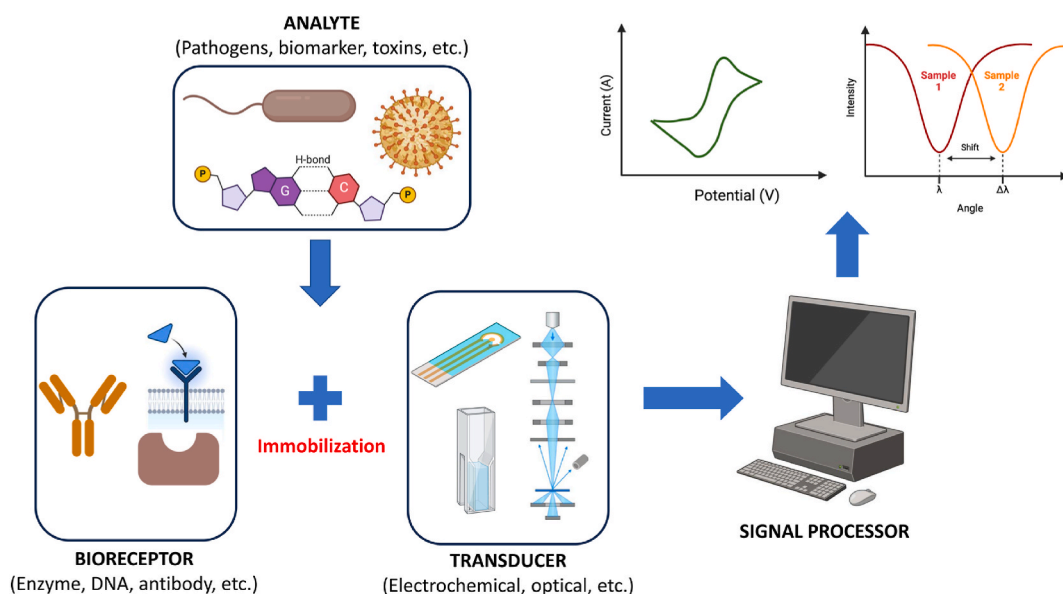 ANALYTE
(Pathogens, biomarker, toxins, etc.)
H-bond
P
G
C
P
Current (A)
Potential (V)
Intensity
Sample
1
Sample
2
Shift
λ
Δλ
Angle
Immobilization
BIORECEPTOR
(Enzyme, DNA, antibody, etc.)
TRANSDUCER
(Electrochemical, optical, etc.)
SIGNAL PROCESSOR